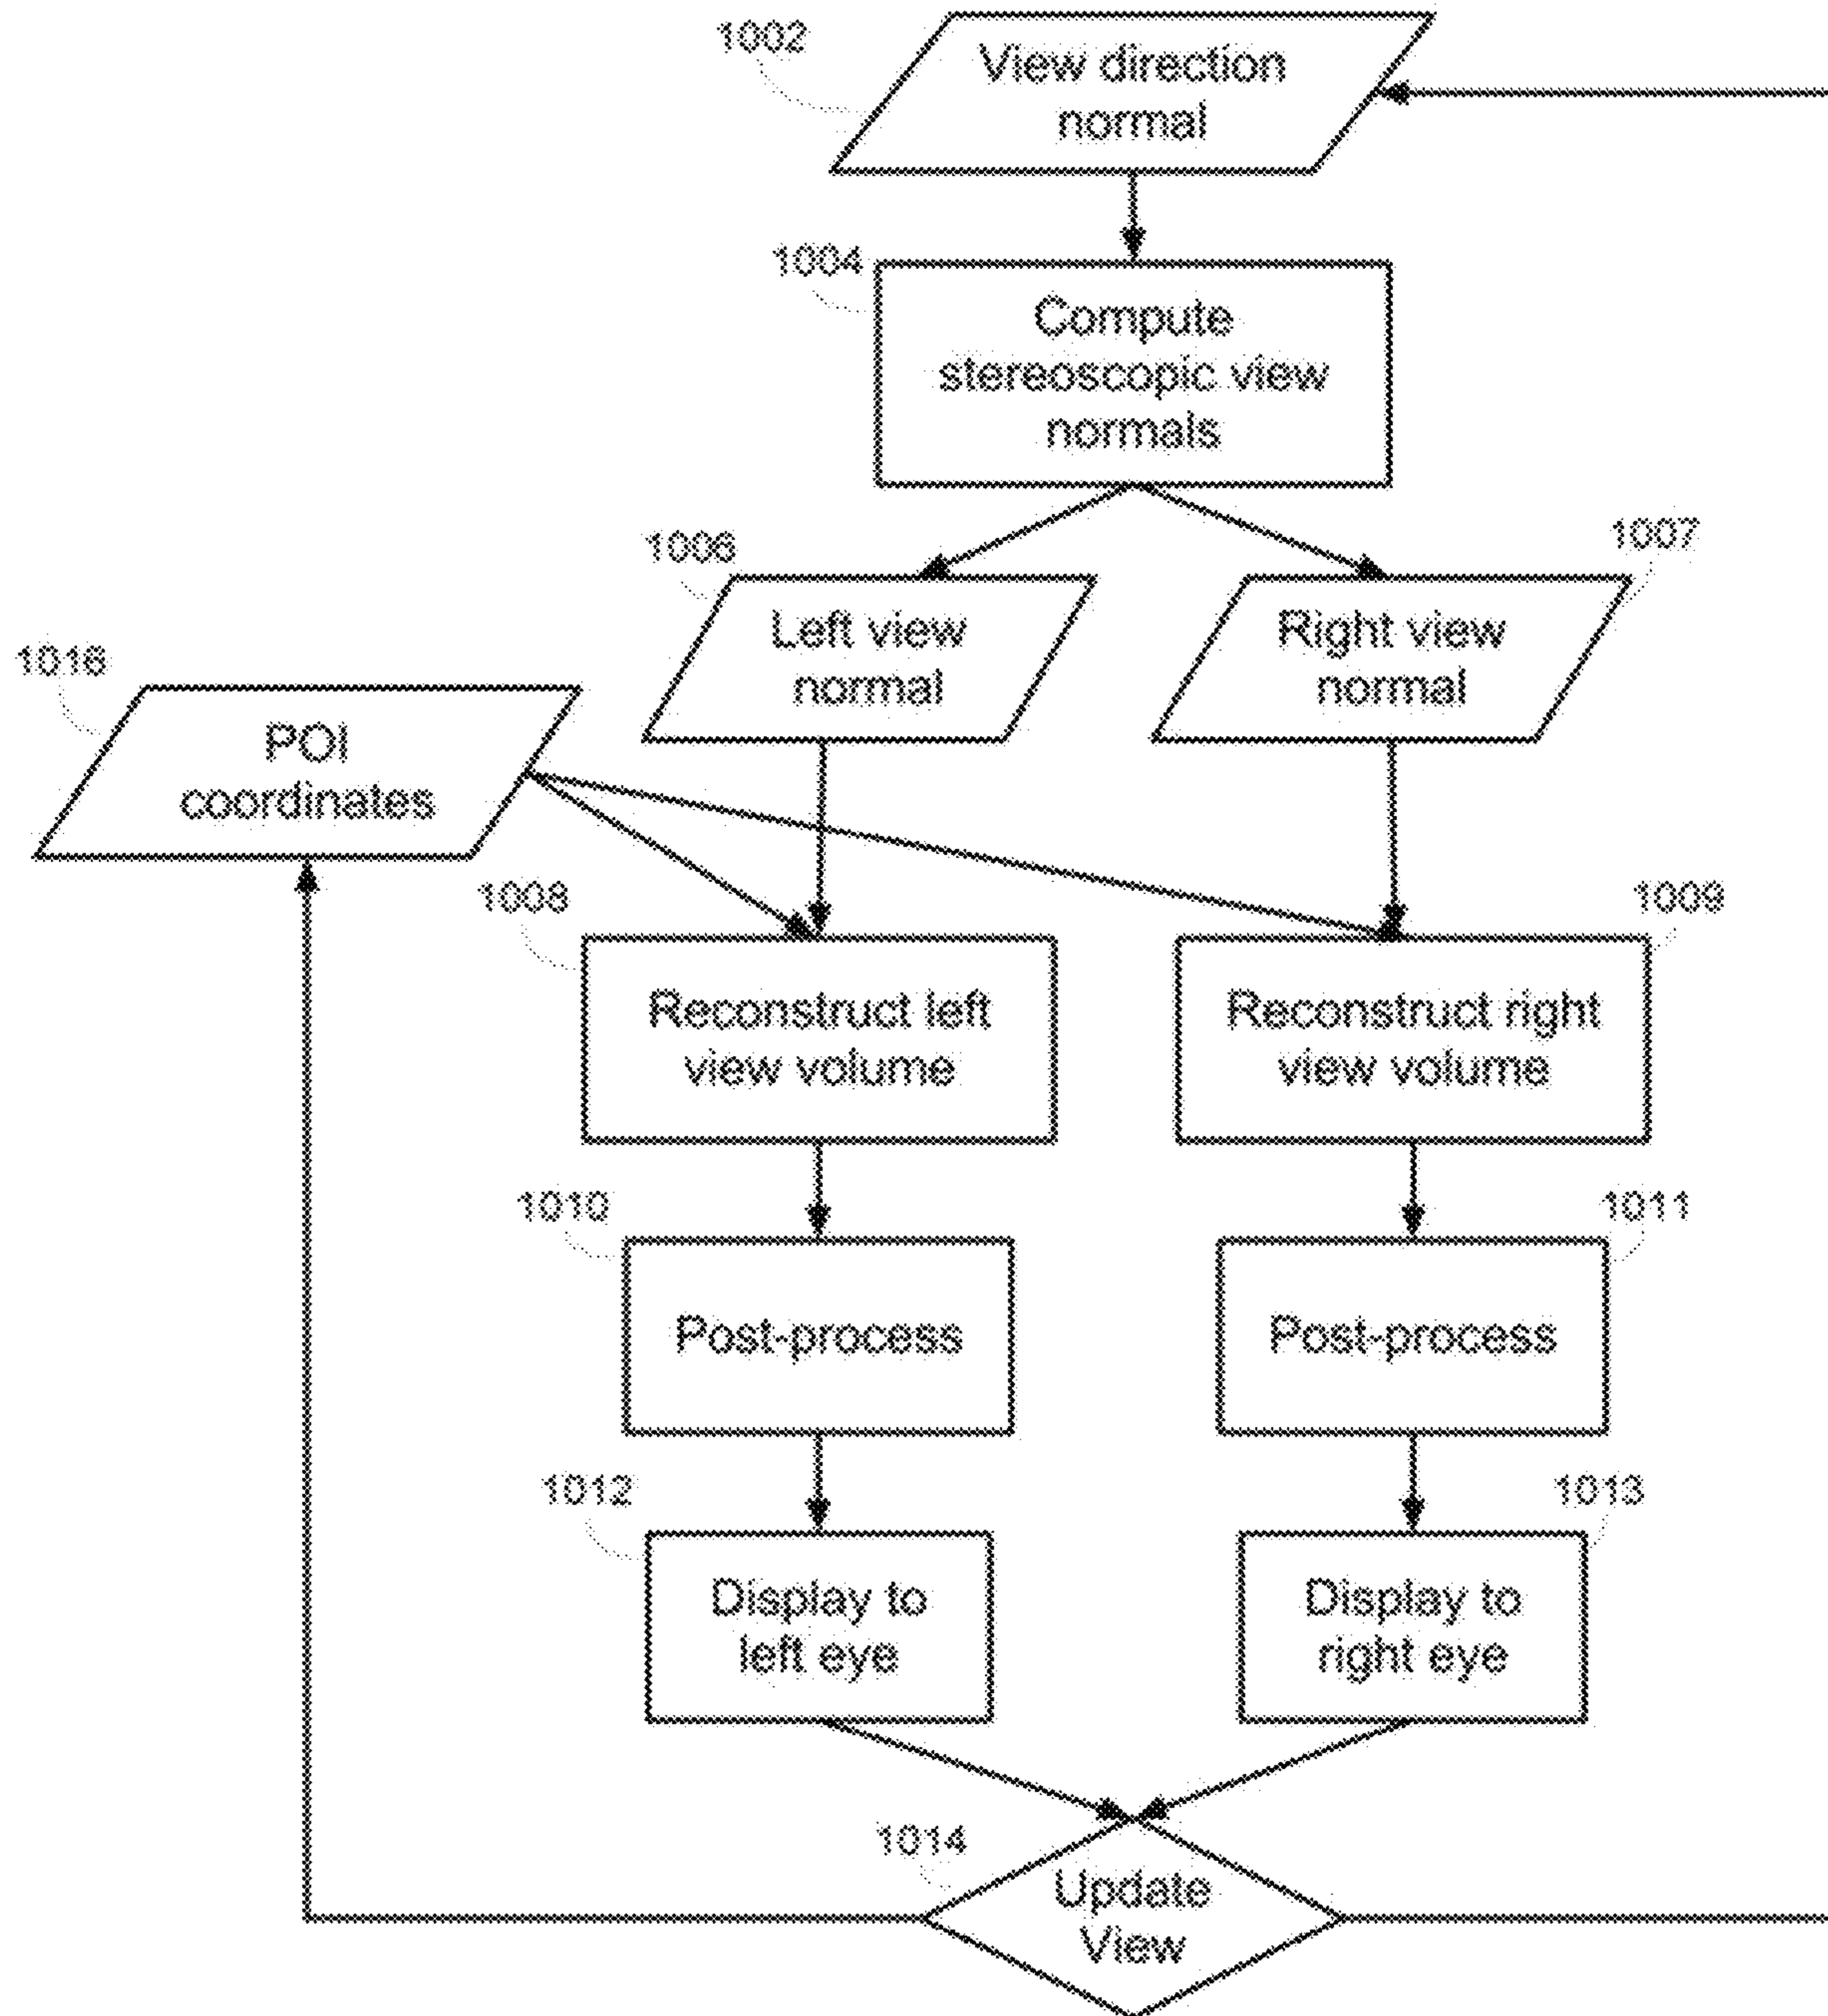 1002
View direction
normal
1004
Compute
stereoscopic view
normals
1006
Left view
normal
1007
Right view
normal
1016
POI
coordinates
1008
Reconstruct left
view volume
1009
Reconstruct right
view volume
1010
Post-process
1011
Post-process
1012
Display to
left eye
1013
Display to
right eye
1014
Update
View